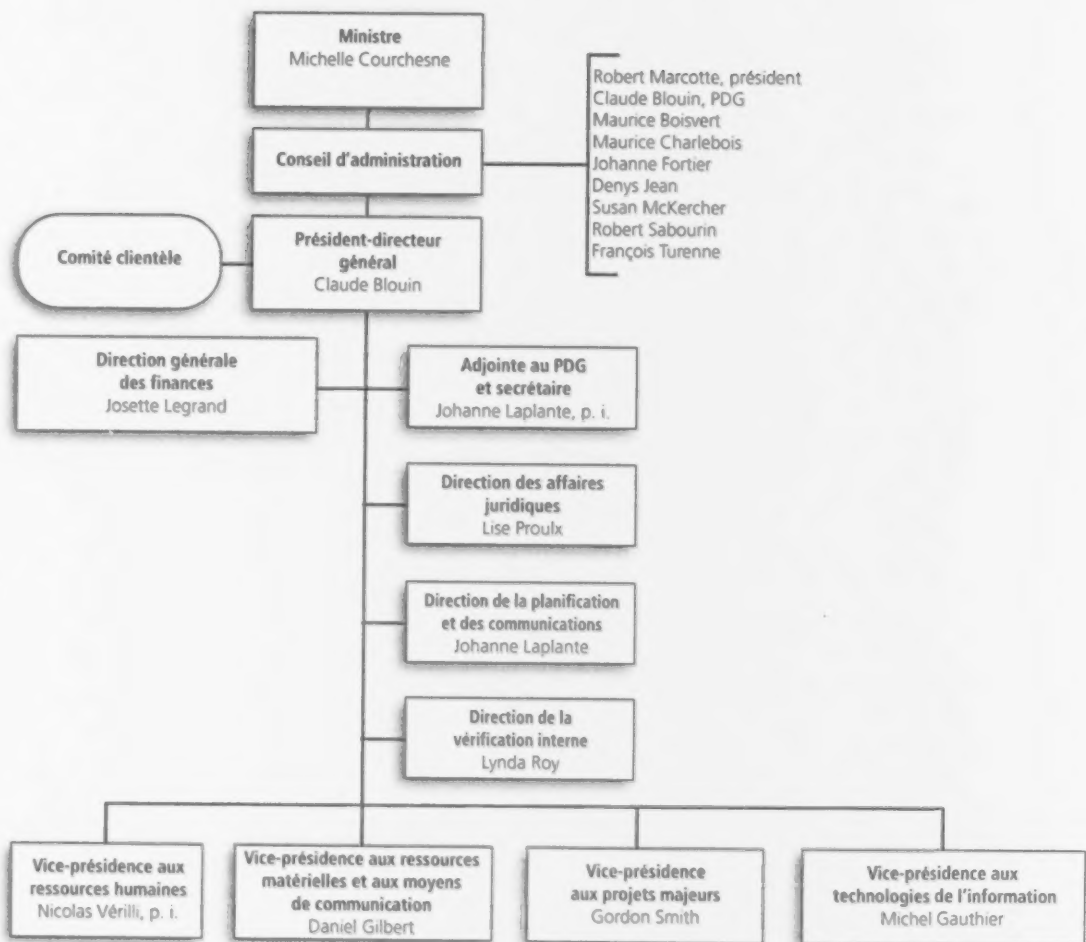 Ministre
Michelle Courchesne
Conseil d'administration
Robert Marcotte, président
Claude Blouin, PDG
Maurice Boisvert
Maurice Charlebois
Johanne Fortier
Denys Jean
Susan McKercher
Robert Sabourin
François Turenne
Comité clientèle
Président-directeur
général
Claude Blouin
Direction générale
des finances
Josette Legrand
Adjointe au PDG
et secrétaire
Johanne Laplante, p. i.
Direction des affaires
juridiques
Lise Proulx
Direction de la planification
et des communications
Johanne Laplante
Direction de la
vérification interne
Lynda Roy
Vice-présidence aux
ressources humaines
Nicolas Vérilli, p. i.
Vice-présidence aux ressources
matérielles et aux moyens
de communication
Daniel Gilbert
Vice-présidence
aux projets majeurs
Gordon Smith
Vice-présidence aux
technologies de l'information
Michel Gauthier